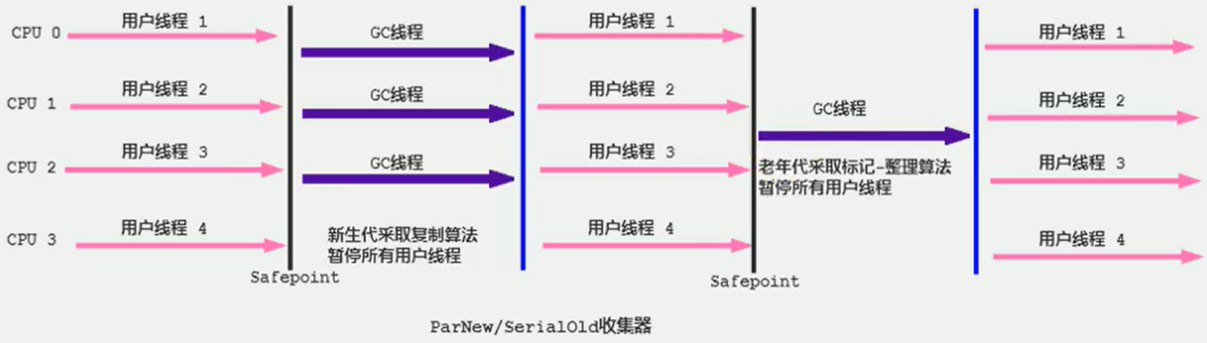 CPU 0
用户线程 1
GC线程
用户线程 1
用户线程 1
CPU 1
用户线程 2
GC线程
用户线程 2
GC线程
用户线程 2
CPU 2
用户线程 3
GC线程
用户线程 3
老年代采取标记-整理算法
暂停所有用户线程
用户线程 3
CPU 3
用户线程 4
新生代采取复制算法
暂停所有用户线程
用户线程 4
用户线程 4
Safepoint
Safepoint
ParNew/SerialOld收集器